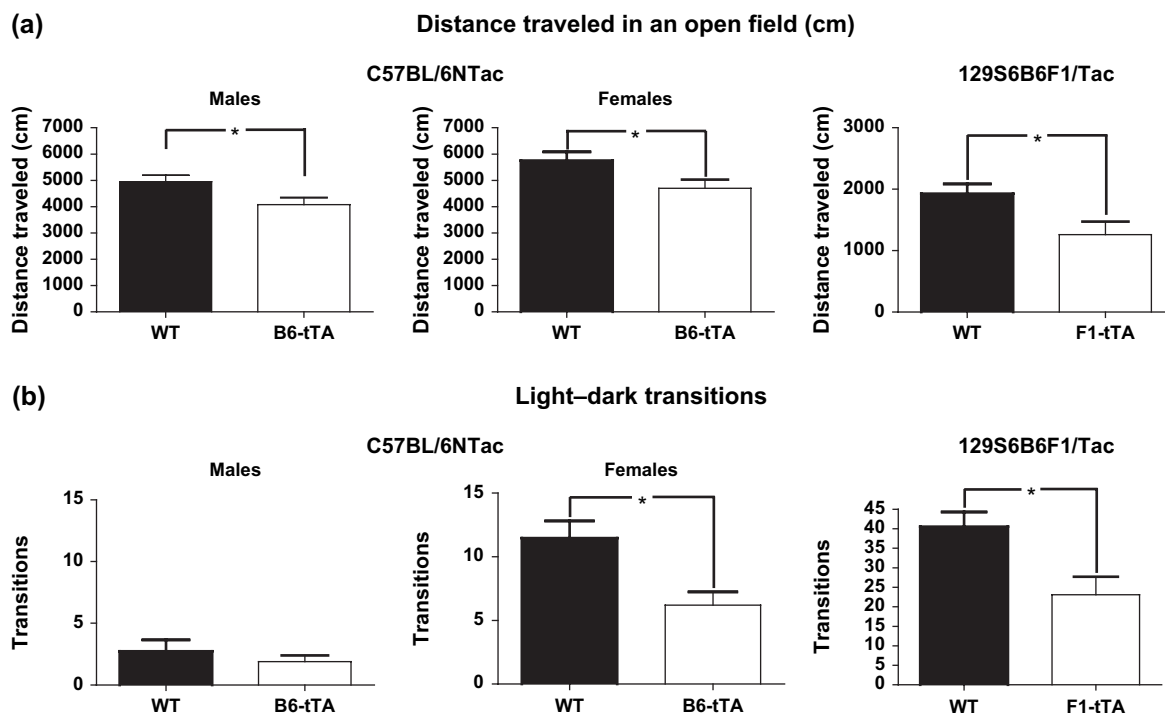 (a) Distance traveled in an open field (cm)
C57BL/6NTac 129S6B6F1/Tac
Males Females
Distance traveled (cm)
7000
6000
5000
4000
3000
2000
1000
0
*
WT B6-tTA
Distance traveled (cm)
7000
6000
5000
4000
3000
2000
1000
0
*
WT B6-tTA
Distance traveled (cm)
3000
2000
1000
0
*
WT F1-tTA
(b) Light–dark transitions
C57BL/6NTac 129S6B6F1/Tac
Males Females
Transitions
15
10
5
0
WT B6-tTA
Transitions
15
10
5
0
*
WT B6-tTA
Transitions
45
40
35
30
25
20
15
10
5
0
*
WT F1-tTA